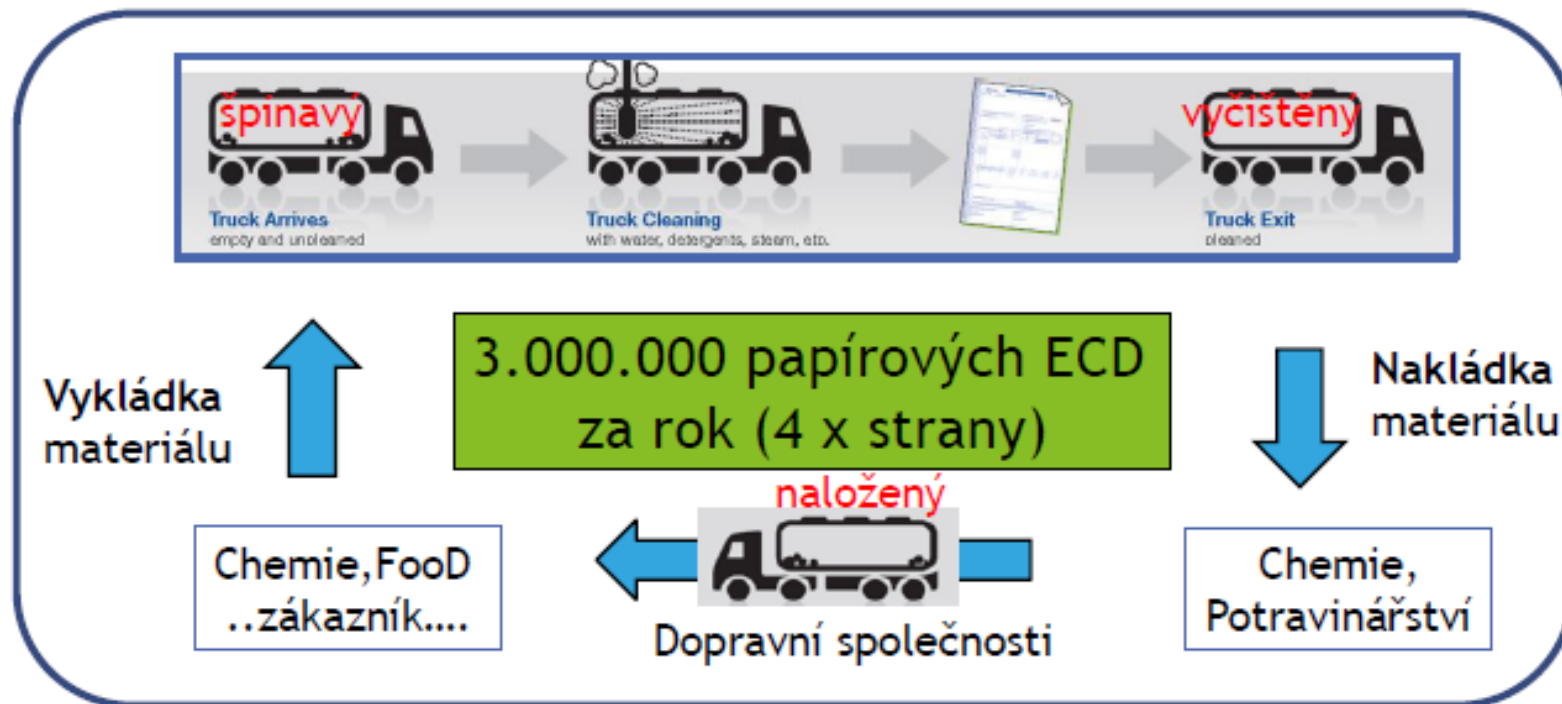 špinavý
vyčištěný
Truck Arrives
empty and uncleaned
Truck Cleaning
with water, detergents, steam, etc.
Truck Exit
cleaned
Vykládka
materiálu
3.000.000 papírových ECD
za rok (4 x strany)
Nakládka
materiálu
naložený
Chemie,FooD
..zákazník....
Dopravní společnosti
Chemie,
Potravinářství